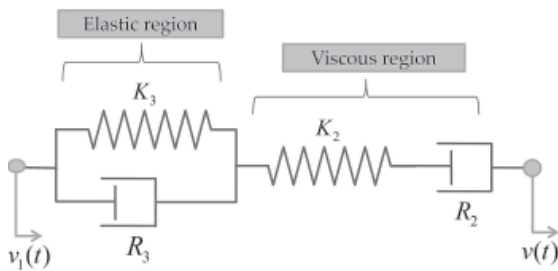 Elastic region
Viscous region
K₃
K₂
R₃
R₂
v₁(t)
v(t)